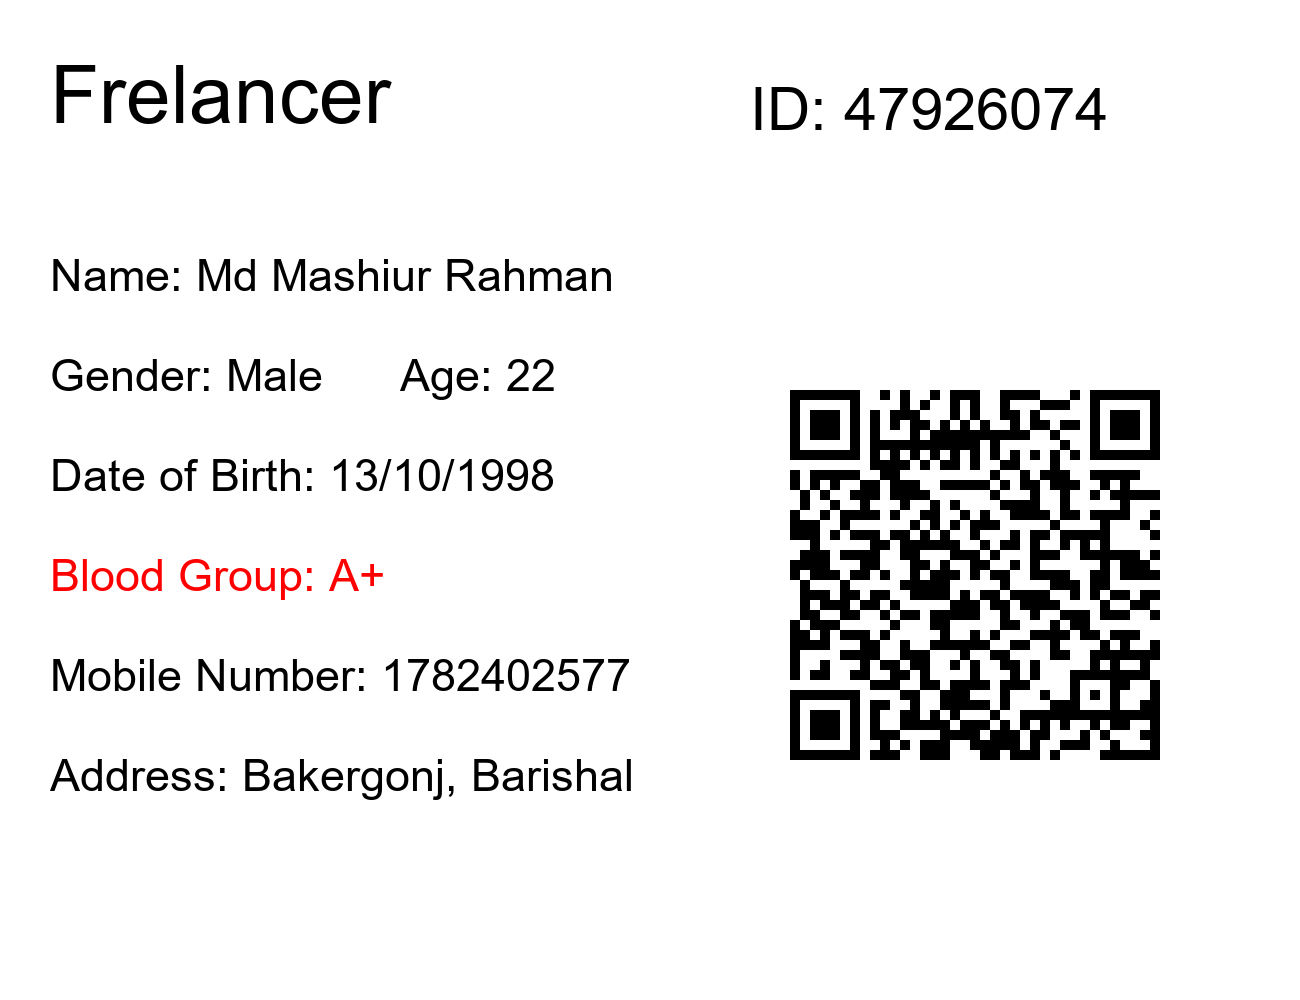 Frelancer
ID: 47926074
Name: Md Mashiur Rahman
Gender: Male Age: 22
Date of Birth: 13/10/1998
Blood Group: A+
Mobile Number: 1782402577
Address: Bakergonj, Barishal